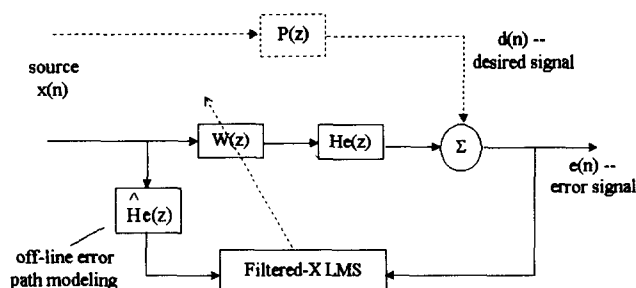 P(z)
d(n) --
desired signal
source
x(n)
W(z)
He(z)
Σ
e(n) --
error signal
^
He(z)
off-line error
path modeling
Filtered-X LMS